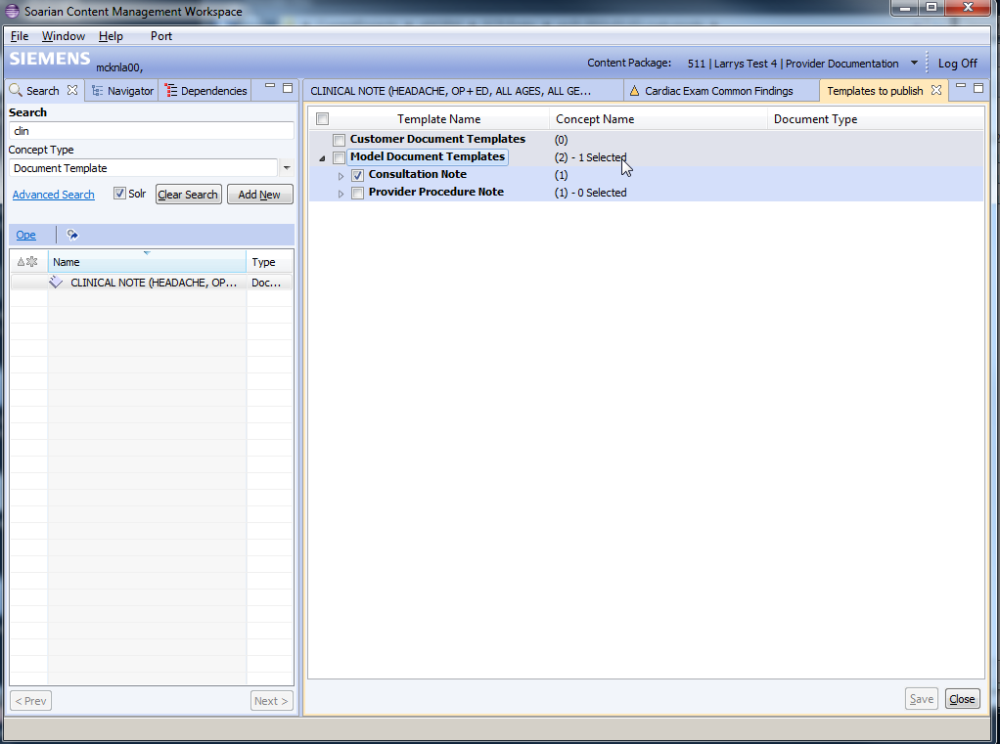 Soarian Content Management Workspace
File Window Help Port
SIEMENS mcknla00, Content Package: 511 | Larrys Test 4 | Provider Documentation Log Off
Search Navigator Dependencies CLINICAL NOTE (HEADACHE, OP+ ED, ALL AGES, ALL GE... Cardiac Exam Common Findings Templates to publish
Search
clin
Concept Type
Document Template
Advanced Search Solr Clear Search Add New
Ope
Name Type
CLINICAL NOTE (HEADACHE, OP... Doc...
< Prev Next >
Template Name Concept Name Document Type
Customer Document Templates (0)
Model Document Templates (2) - 1 Selected
Consultation Note (1)
Provider Procedure Note (1) - 0 Selected
Save Close